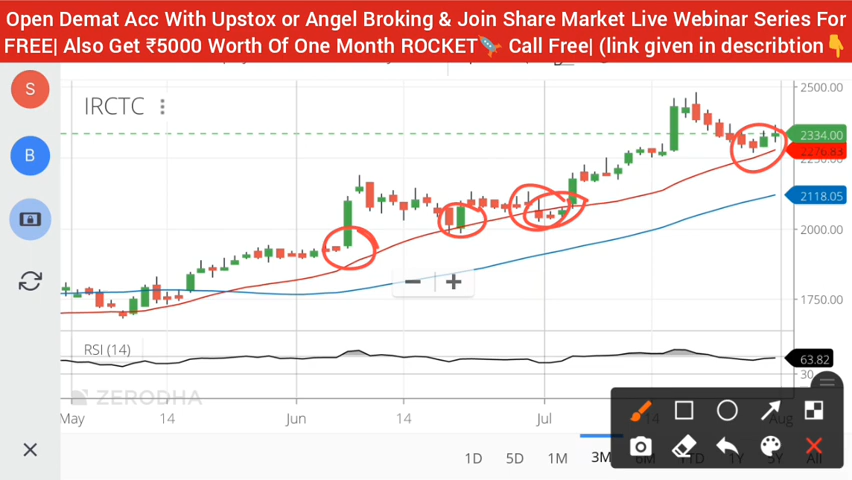 Open Demat Acc With Upstox or Angel Broking & Join Share Market Live Webinar Series For
FREE| Also Get ₹5000 Worth Of One Month ROCKET🚀 Call Free| (link given in describtion👇
S
IRCTC
2500.00
B
2334.00
2276.83
2118.05
2000.00
1750.00
RSI (14)
63.82
30
ZERODHA
May 14 Jun 14 Jul 14 Aug
1D 5D 1M 3M 6M YTD 1Y 5Y All